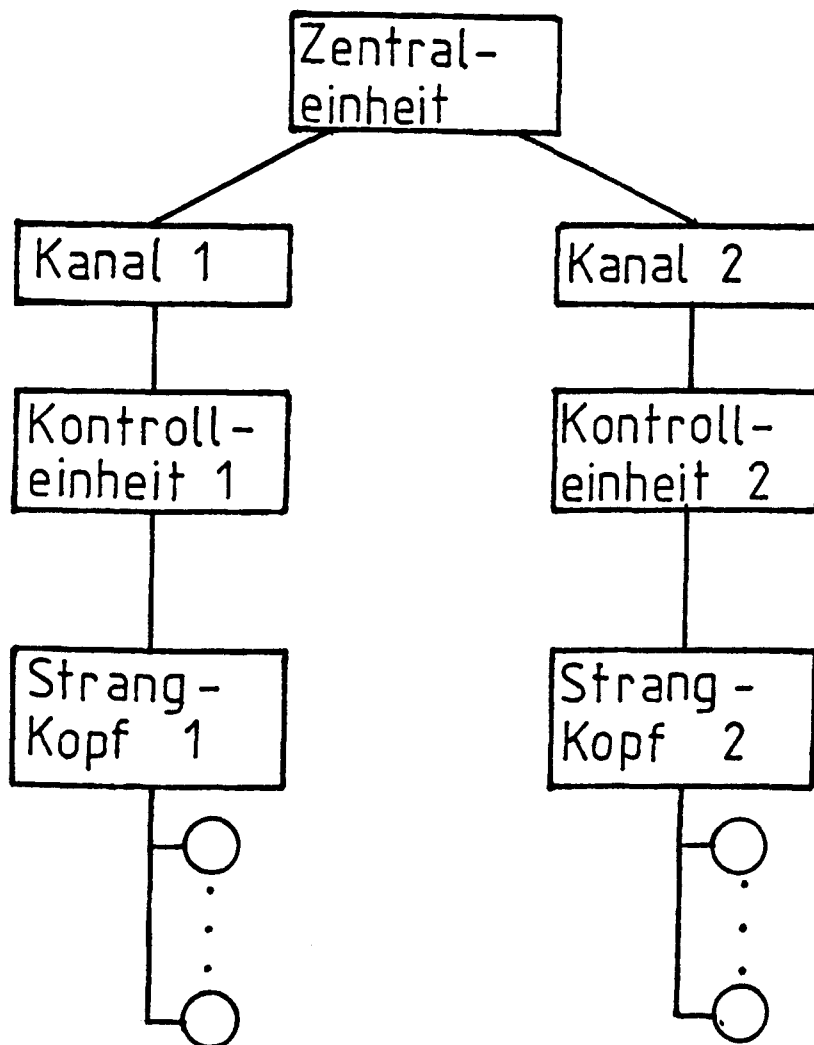 Zentral-
einheit
Kanal 1
Kanal 2
Kontroll-
einheit 1
Kontroll-
einheit 2
Strang-
Kopf 1
Strang-
Kopf 2